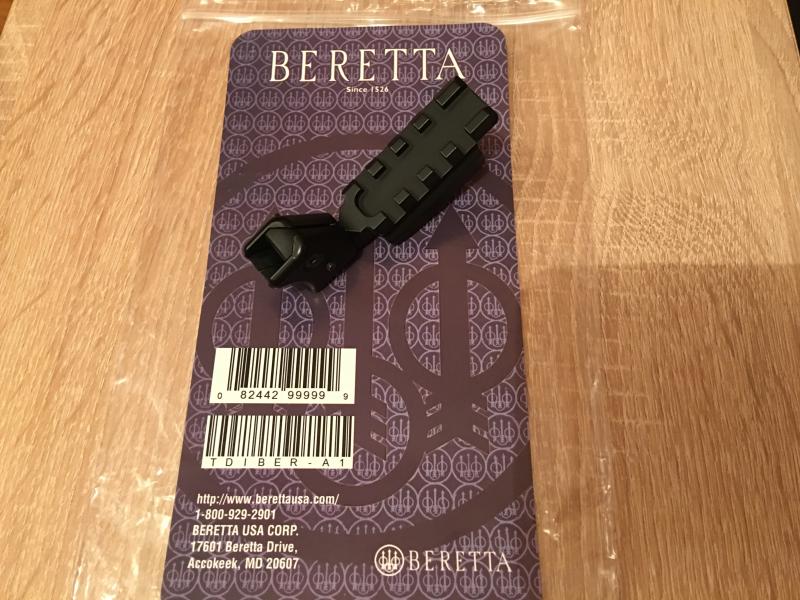 BERETTA
Since 1526
0 82442 99999 9
TDIBER-A1
http://www.berettausa.com/
1-800-929-2901
BERETTA USA CORP.
17601 Beretta Drive,
Accokeek, MD 20607
BERETTA